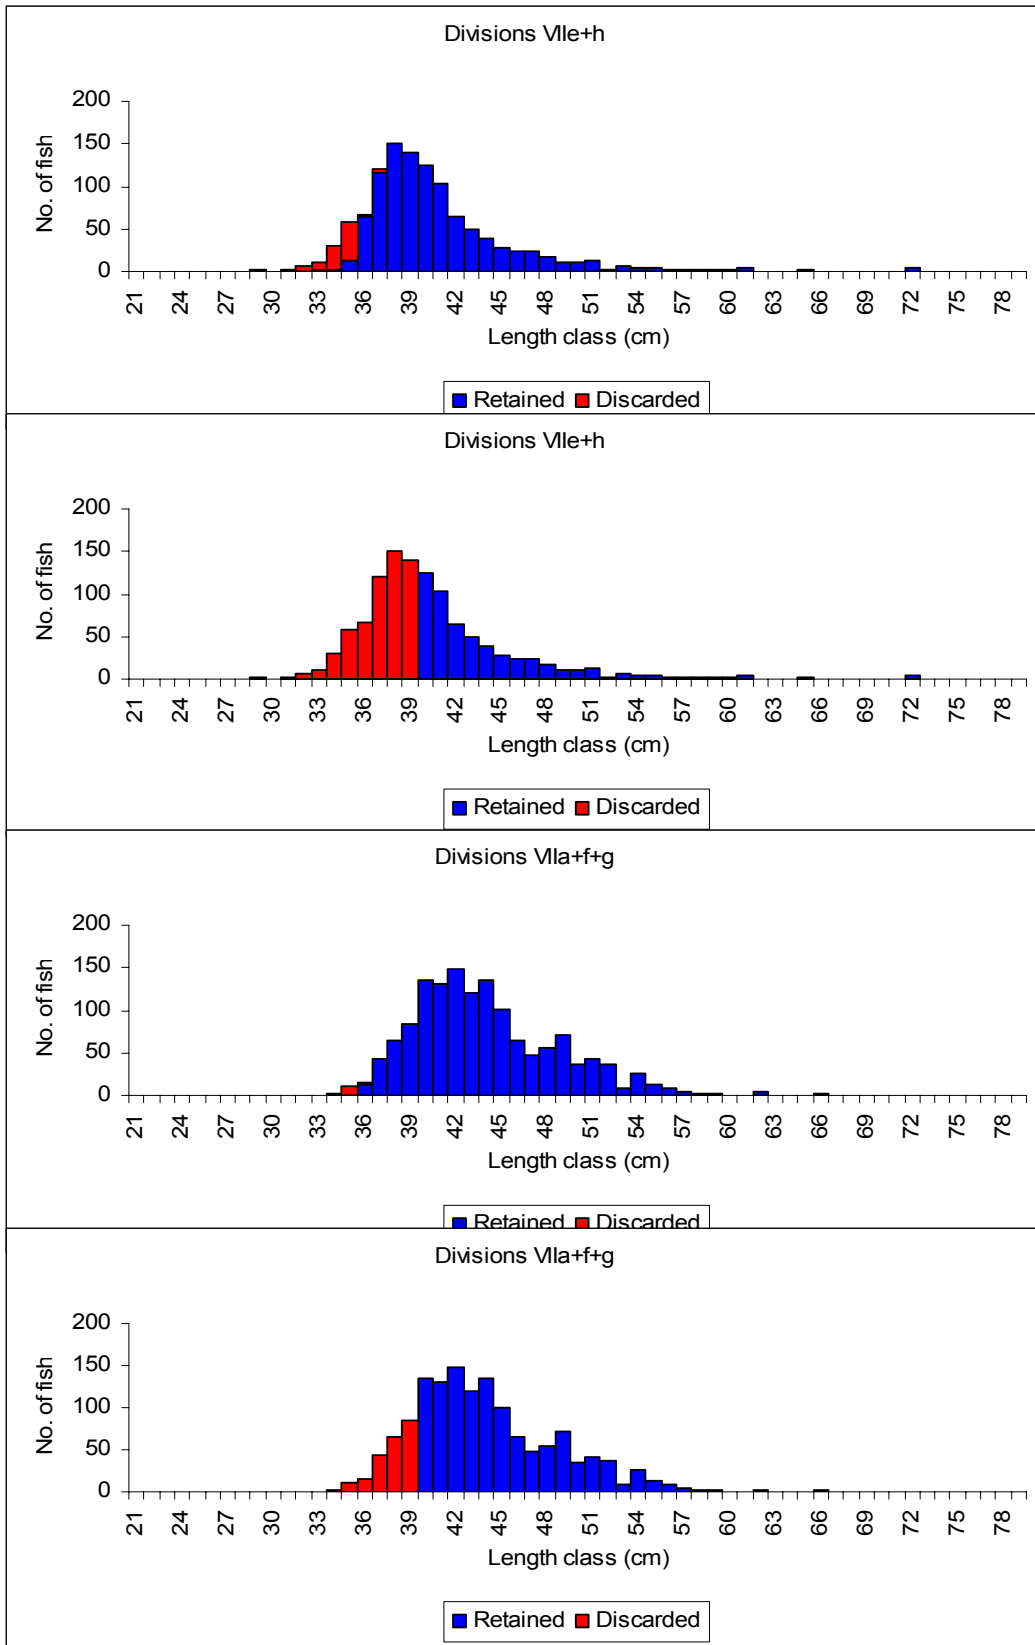 Divisions VIIe+h
200
150
100
50
0
No. of fish
21 24 27 30 33 36 39 42 45 48 51 54 57 60 63 66 69 72 75 78
Length class (cm)
Retained Discarded
Divisions VIIe+h
200
150
100
50
0
No. of fish
21 24 27 30 33 36 39 42 45 48 51 54 57 60 63 66 69 72 75 78
Length class (cm)
Retained Discarded
Divisions VIIa+f+g
200
150
100
50
0
No. of fish
21 24 27 30 33 36 39 42 45 48 51 54 57 60 63 66 69 72 75 78
Length class (cm)
Retained Discarded
Divisions VIIa+f+g
200
150
100
50
0
No. of fish
21 24 27 30 33 36 39 42 45 48 51 54 57 60 63 66 69 72 75 78
Length class (cm)
Retained Discarded